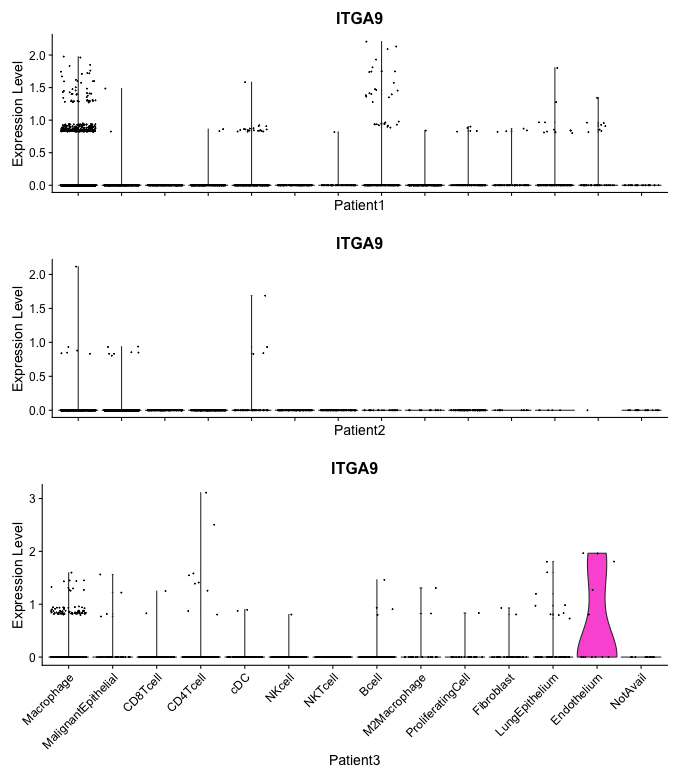 ITGA9
Expression Level
2.0
1.5
1.0
0.5
0.0
Patient1
ITGA9
Expression Level
2.0
1.5
1.0
0.5
0.0
Patient2
ITGA9
Expression Level
3
2
1
0
Macrophage
MalignantEpithelial
CD8Tcell
CD4Tcell
cDC
NKcell
NKTcell
Bcell
M2Macrophage
ProliferatingCell
Fibroblast
LungEpithelium
Endothelium
NotAvail
Patient3